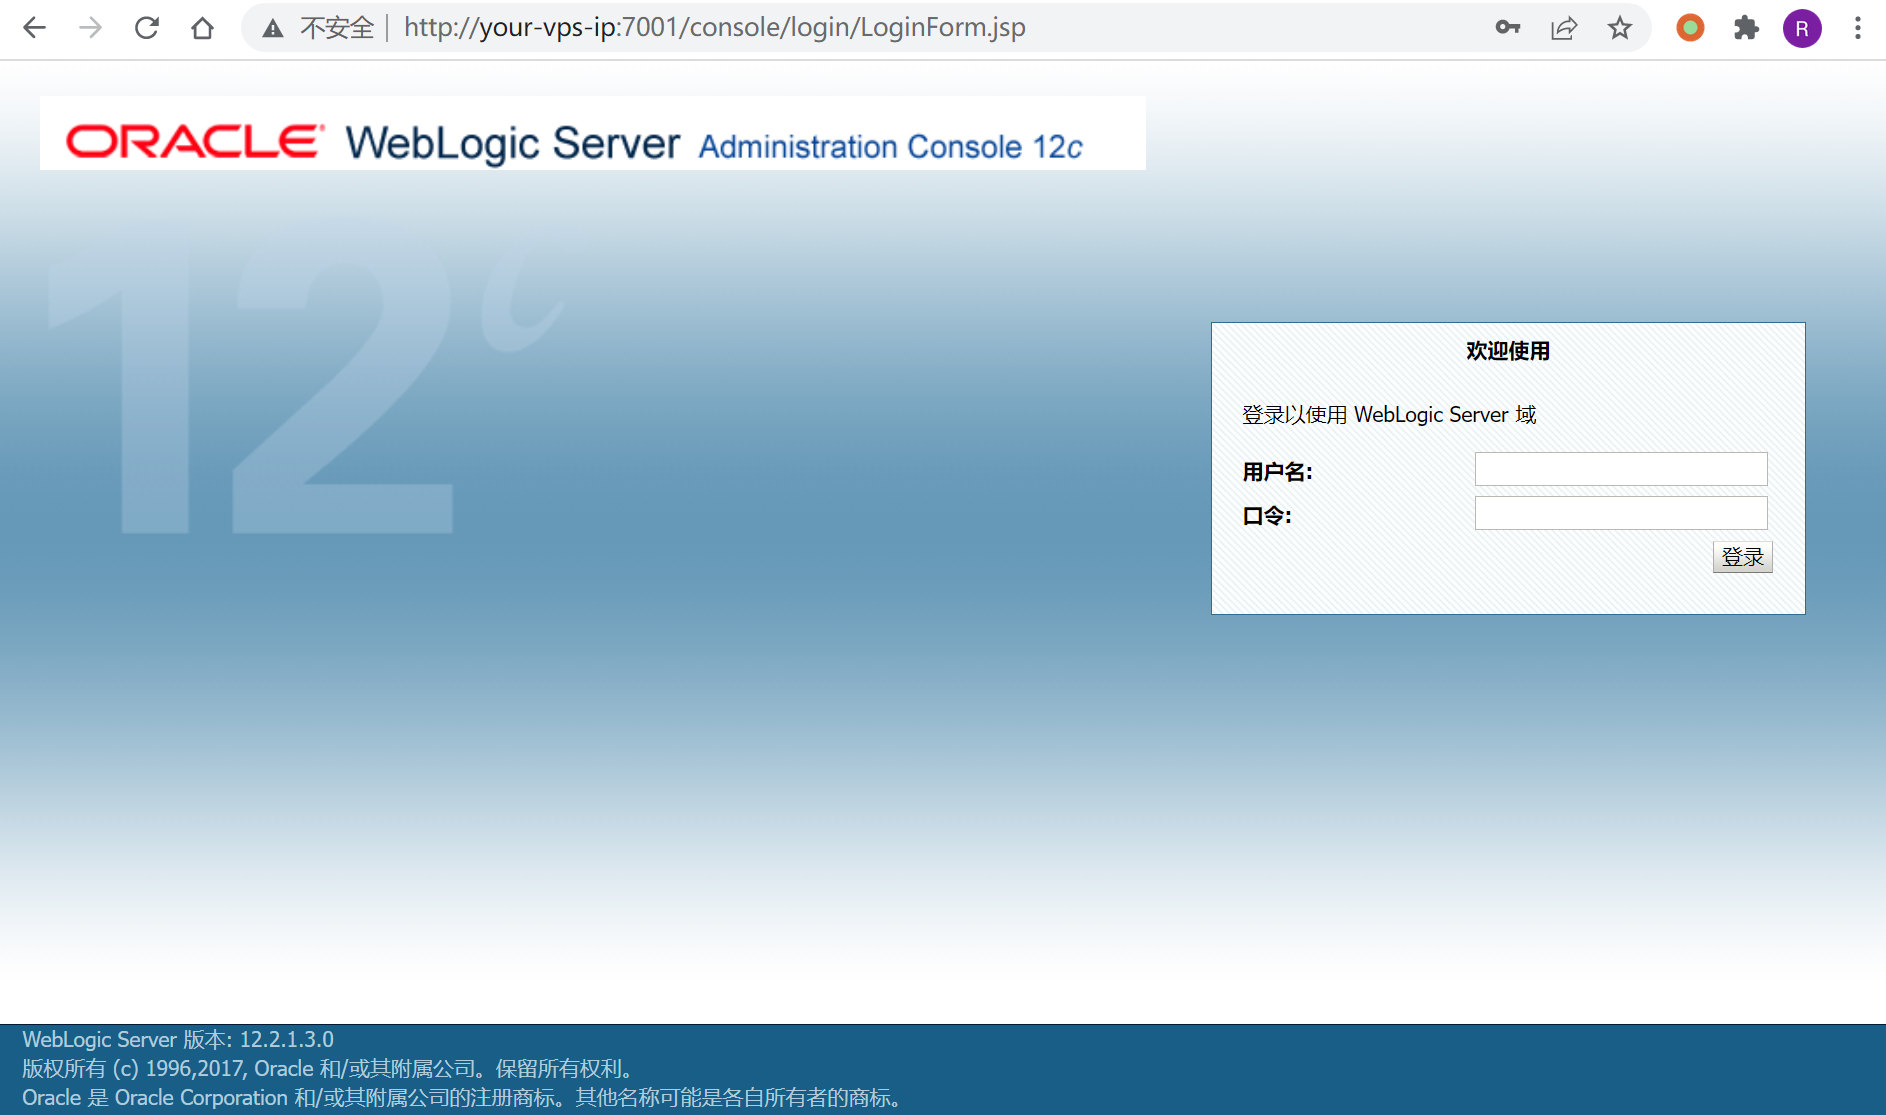 不安全 http://your-vps-ip:7001/console/login/LoginForm.jsp R
ORACLE® WebLogic Server Administration Console 12c
12c
欢迎使用
登录以使用 WebLogic Server 域
用户名:
口令:
登录
WebLogic Server 版本: 12.2.1.3.0
版权所有 (c) 1996,2017, Oracle 和/或其附属公司。保留所有权利。
Oracle 是 Oracle Corporation 和/或其附属公司的注册商标。其他名称可能是各自所有者的商标。